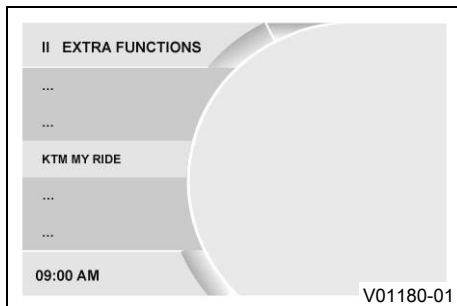 II EXTRA FUNCTIONS
...
...
KTM MY RIDE
...
...
09:00 AM
V01180-01